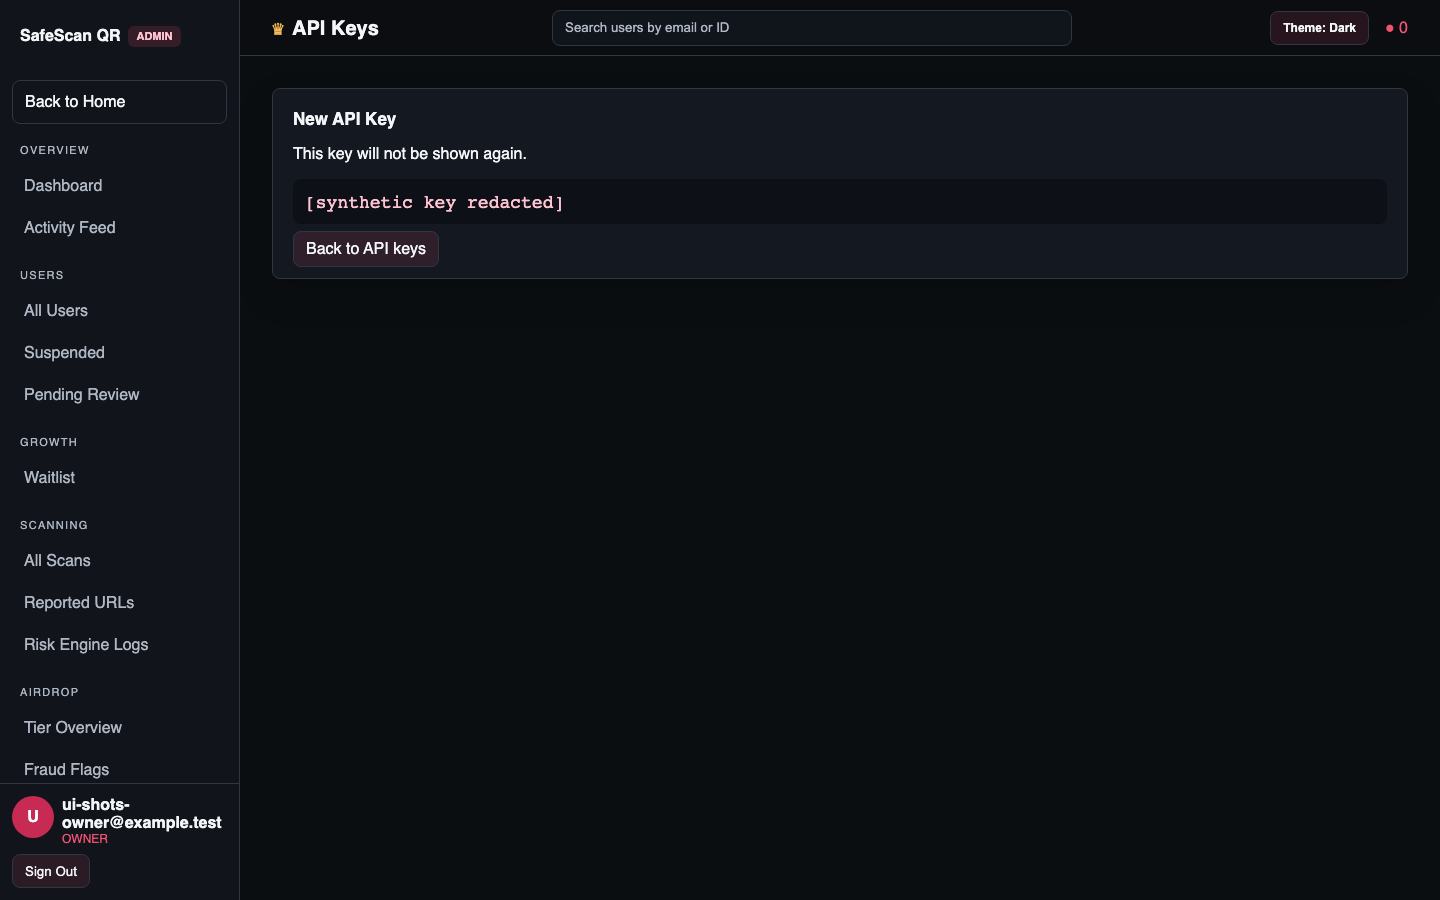 SafeScan QR ADMIN
Back to Home
OVERVIEW
Dashboard
Activity Feed
USERS
All Users
Suspended
Pending Review
GROWTH
Waitlist
SCANNING
All Scans
Reported URLs
Risk Engine Logs
AIRDROP
Tier Overview
Fraud Flags
U
ui-shots-
owner@example.test
OWNER
Sign Out
API Keys
Search users by email or ID
Theme: Dark
0
New API Key
This key will not be shown again.
[synthetic key redacted]
Back to API keys